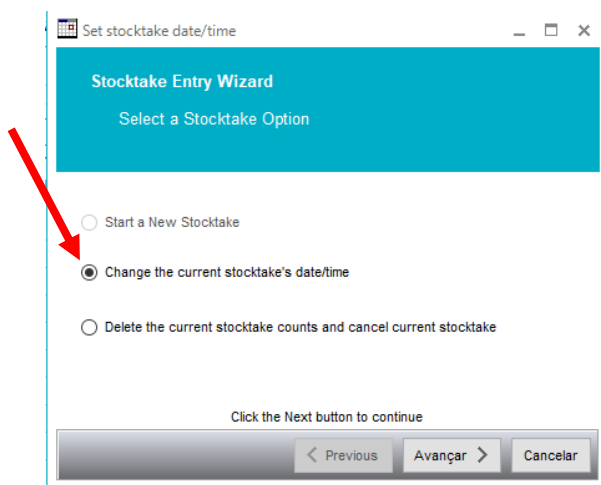 Set stocktake date/time
Stocktake Entry Wizard
Select a Stocktake Option
Start a New Stocktake
Change the current stocktake's date/time
Delete the current stocktake counts and cancel current stocktake
Click the Next button to continue
Previous Avançar Cancelar